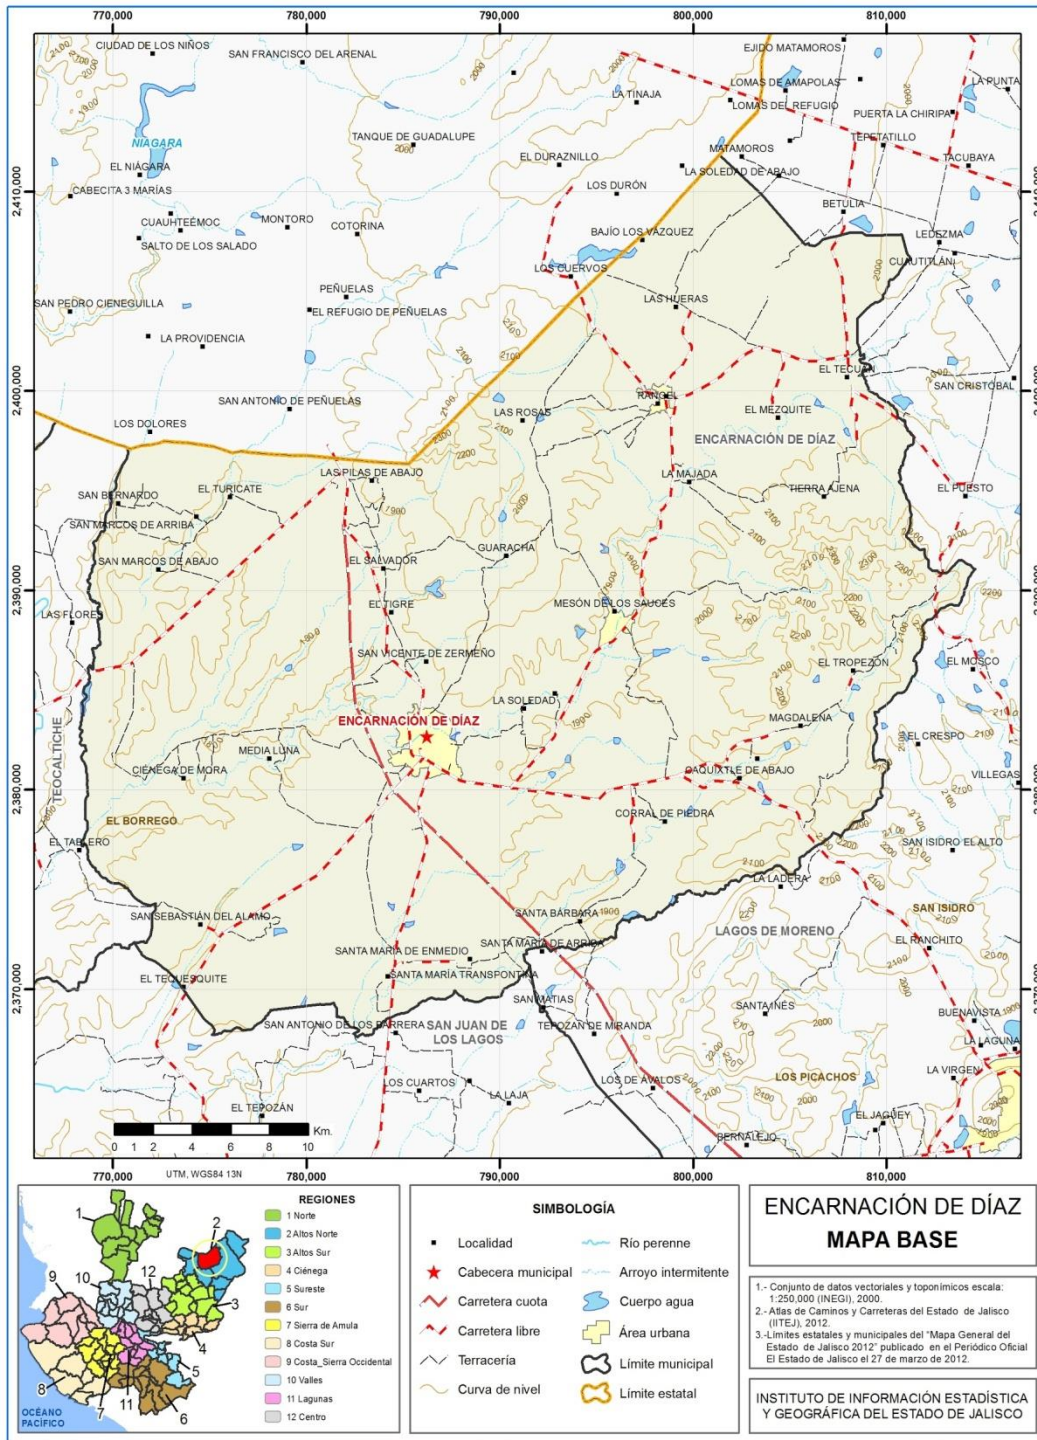 770,000
780,000
790,000
800,000
810,000
CIUDAD DE LOS NIÑOS
SAN FRANCISCO DEL ARENAL
EJIDO MATAMOROS
LA TINAJA
LOMAS DE AMAPOLAS
LA PUNTA
LOMAS DEL REFUGIO
PUERTA LA CHIRIPA
NIAGARA
TANQUE DE GUADALUPE
TEPETATILLO
MATAMOROS
EL NIÁGARA
EL DURAZNILLO
TACUBAYA
LA SOLEDAD DE ABAJO
2,410,000
CABECITA 3 MARÍAS
LOS DURÓN
BETULIA
CUAUHTEÉMOC
MONTORO
COTORINA
BAJÍO LOS VÁZQUEZ
LEDEZMA
SALTO DE LOS SALADO
CUAUTITLÁN
LOS CUERVOS
PEÑUELAS
SAN PEDRO CIENEGUILLA
EL REFUGIO DE PEÑUELAS
LAS HUERAS
LA PROVIDENCIA
EL TECUÁN
SAN CRISTÓBAL
2,400,000
SAN ANTONIO DE PEÑUELAS
RANGEL
LAS ROSAS
EL MEZQUITE
LOS DOLORES
ENCARNACIÓN DE DÍAZ
LAS PILAS DE ABAJO
LA MAJADA
SAN BERNARDO
EL TURICATE
TIERRA AJENA
EL PUESTO
SAN MARCOS DE ARRIBA
GUARACHA
SAN MARCOS DE ABAJO
EL SALVADOR
2,390,000
LAS FLORES
EL TIGRE
MESÓN DE LOS SAUCES
SAN VICENTE DE ZERMEÑO
EL TROPEZÓN
EL MOSCO
LA SOLEDAD
ENCARNACIÓN DE DÍAZ
MAGDALENA
TEOCALTICHE
MEDIA LUNA
EL CRESPO
CIÉNEGA DE MORA
CAQUIXTLE DE ABAJO
VILLEGAS
2,380,000
EL BORREGO
CORRAL DE PIEDRA
EL TABLERO
SAN ISIDRO EL ALTO
LA LADERA
SAN ISIDRO
SAN SEBASTIÁN DEL ALAMO
SANTA BÁRBARA
LAGOS DE MORENO
SANTA MARÍA DE ENMEDIO
SANTA MARÍA DE ARRIBA
EL RANCHITO
EL TEQUESQUITE
SANTA MARÍA TRANSPONTINA
2,370,000
SAN MATIAS
SANTA INÉS
BUENAVISTA
SAN ANTONIO DE LOS BARRERA
SAN JUAN DE
LOS LAGOS
TEPOZÁN DE MIRANDA
LA LAGUNA
LOS CUARTOS
LOS DE AVALOS
LOS PICACHOS
LA VIRGEN
LA LAJA
EL TEPOZÁN
EL JAGÜEY
BERNALEJO
0 2 4 6 8 10 Km.
UTM, WGS84 13N
770,000
780,000
790,000
800,000
810,000
REGIONES
1 Norte
2 Altos Norte
3 Altos Sur
4 Ciénega
5 Sureste
6 Sur
7 Sierra de Amula
8 Costa Sur
9 Costa_Sierra Occidental
10 Valles
11 Lagunas
12 Centro
OCÉANO
PACÍFICO
SIMBOLOGÍA
Localidad
Cabecera municipal
Carretera cuota
Carretera libre
Terracería
Curva de nivel
Río perenne
Arroyo intermitente
Cuerpo agua
Área urbana
Límite municipal
Límite estatal
ENCARNACIÓN DE DÍAZ
MAPA BASE
1.- Conjunto de datos vectoriales y toponímicos escala:
1:250,000 (INEGI), 2000.
2.- Atlas de Caminos y Carreteras del Estado de Jalisco
(IITEJ), 2012.
3.-Límites estatales y municipales del "Mapa General del
Estado de Jalisco 2012" publicado en el Periódico Oficial
El Estado de Jalisco el 27 de marzo de 2012.
INSTITUTO DE INFORMACIÓN ESTADÍSTICA
Y GEOGRÁFICA DEL ESTADO DE JALISCO